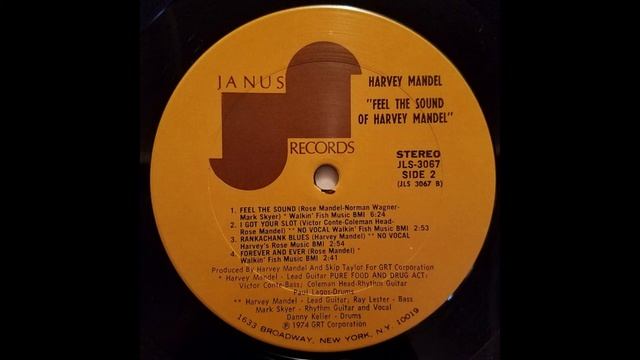 JANUS
RECORDS
HARVEY MANDEL
"FEEL THE SOUND
OF HARVEY MANDEL"
STEREO
JLS-3067
SIDE 2
(JLS 3067 B)
1. FEEL THE SOUND (Rose Mandel-Norman Wagner-
Mark Skyer) * Walkin' Fish Music BMI 6:24
2. I GOT YOUR SLOT (Victor Conte-Coleman Head-
Rose Mandel) ** NO VOCAL Walkin' Fish Music BMI 2:53
3. RANKACHANK BLUES (Harvey Mandel) ** NO VOCAL
Harvey's Rose Music BMI 2:54
4. FOREVER AND EVER (Rose Mandel) *
Walkin' Fish Music BMI 2:41
Produced By Harvey Mandel And Skip Taylor For GRT Corporation
* Harvey Mandel - Lead Guitar PURE FOOD AND DRUG ACT:
Victor Conte-Bass; Coleman Head-Rhythm Guitar
Paul Lagos-Drums
** Harvey Mandel - Lead Guitar; Ray Lester - Bass
Mark Skyer - Rhythm Guitar and Vocal
Danny Keller - Drums
℗ 1974 GRT Corporation
1633 BROADWAY, NEW YORK, N.Y. 10019